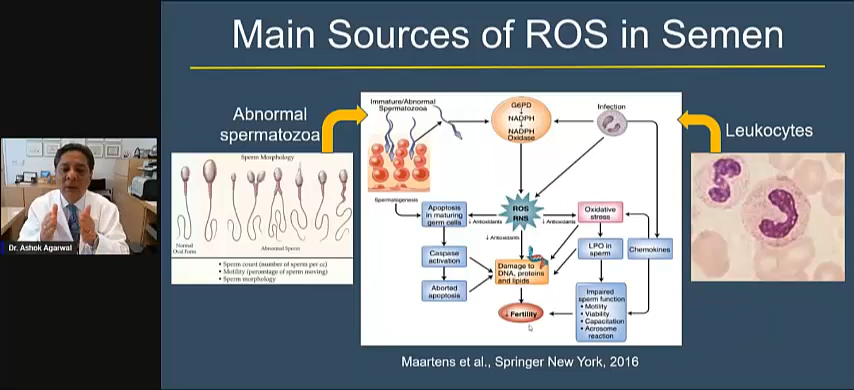 Main Sources of ROS in Semen
Abnormal
spermatozoa
Leukocytes
Dr. Ashok Agarwal
Sperm Morphology
Normal
Oval Form
Abnormal Sperm
• Sperm count (number of sperm per cc)
• Motility (percentage of sperm moving)
• Sperm morphology
Immature/Abnormal
Spermatozooa
G6PD
NADPH
NADPH
Oxidase
Infection
Spermatogenesis
Apoptosis
in maturing
germ cells
↓ Antioxidants
ROS
RNS
↓ Antioxidants
Oxidative
stress
↓ Antioxidants
Caspase
activation
Damage to
DNA, proteins
and lipids
LPO in
sperm
Chemokines
Aborted
apoptosis
↓ Fertility
Impaired
sperm function
• Motility
• Viability
• Capacitation
• Acrosome
reaction
Maartens et al., Springer New York, 2016